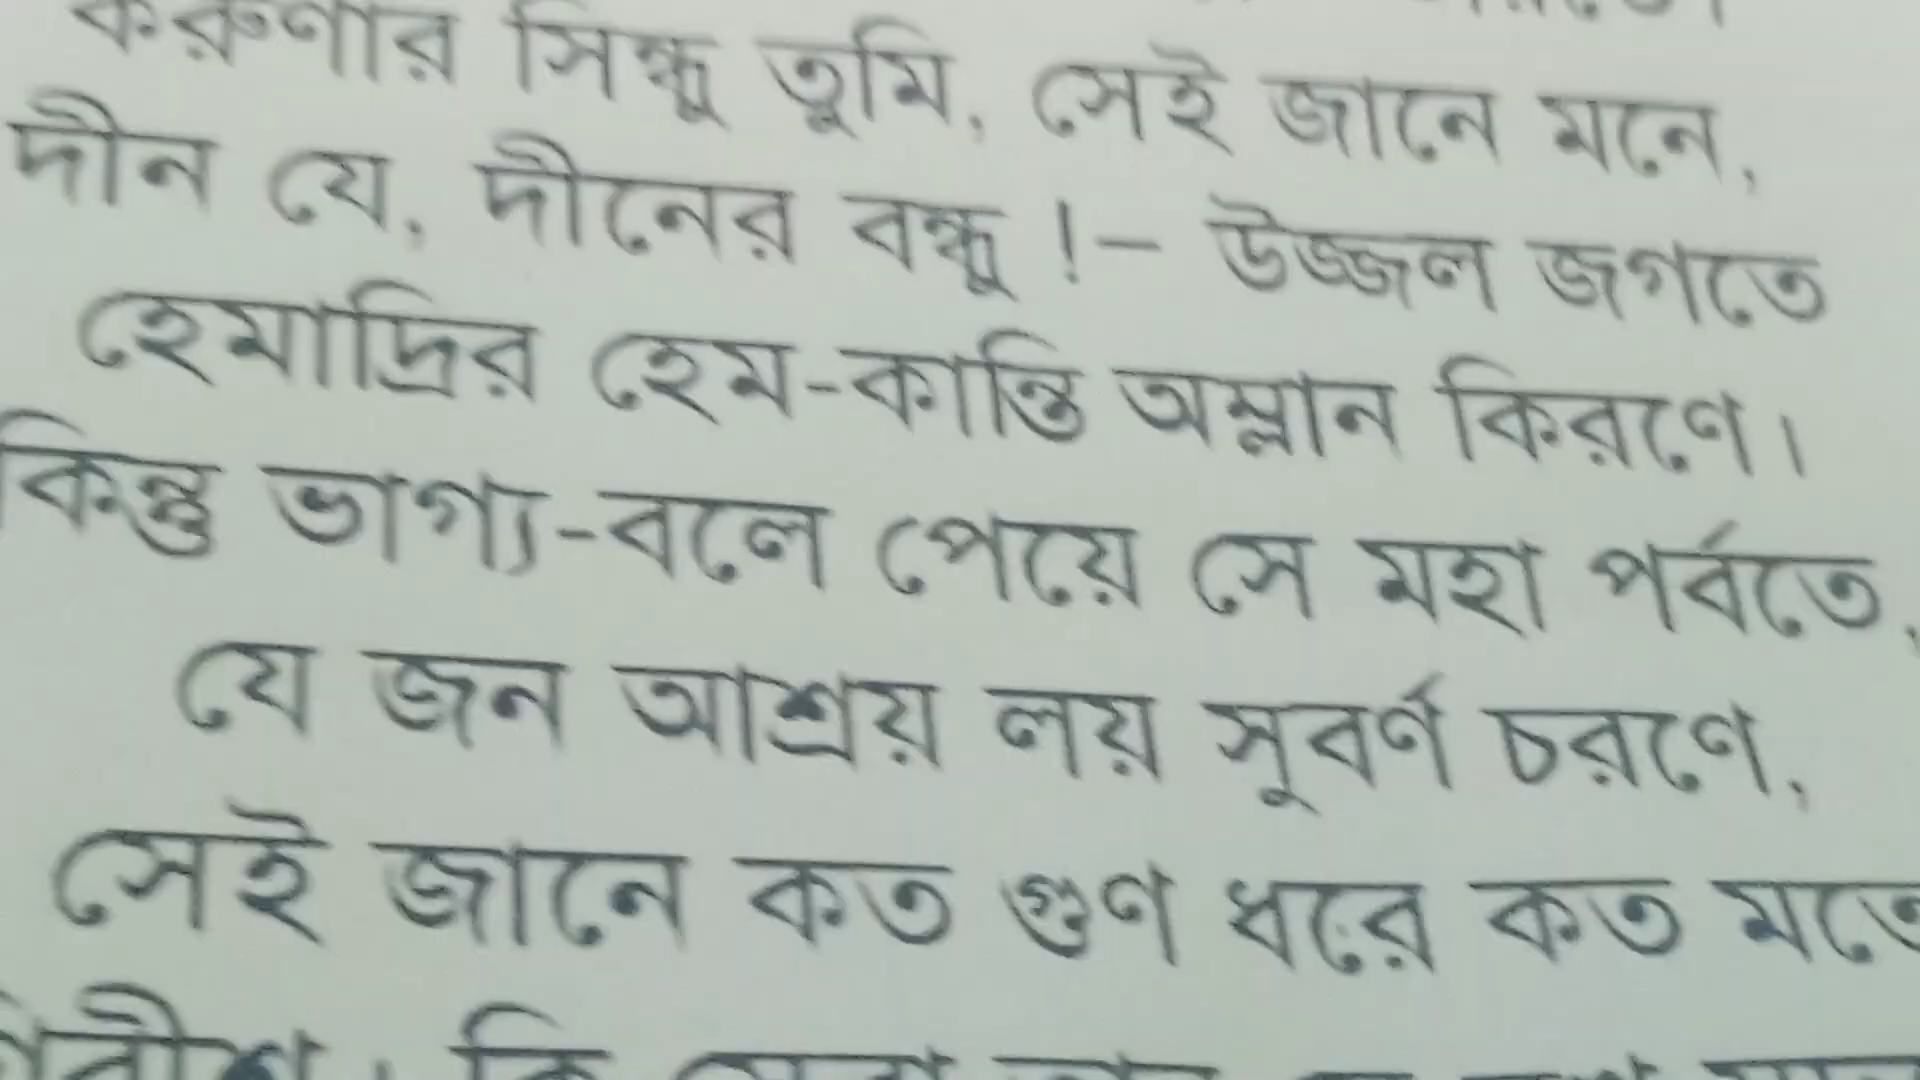 করুণার সিন্ধু তুমি, সেই জানে মনে,
দীন যে, দীনের বন্ধু !– উজ্জল জগতে
হেমাদ্রির হেম-কান্তি অম্লান কিরণে।
কিন্তু ভাগ্য-বলে পেয়ে সে মহা পর্বতে,
যে জন আশ্রয় লয় সুবর্ণ চরণে,
সেই জানে কত গুণ ধরে কত মতে